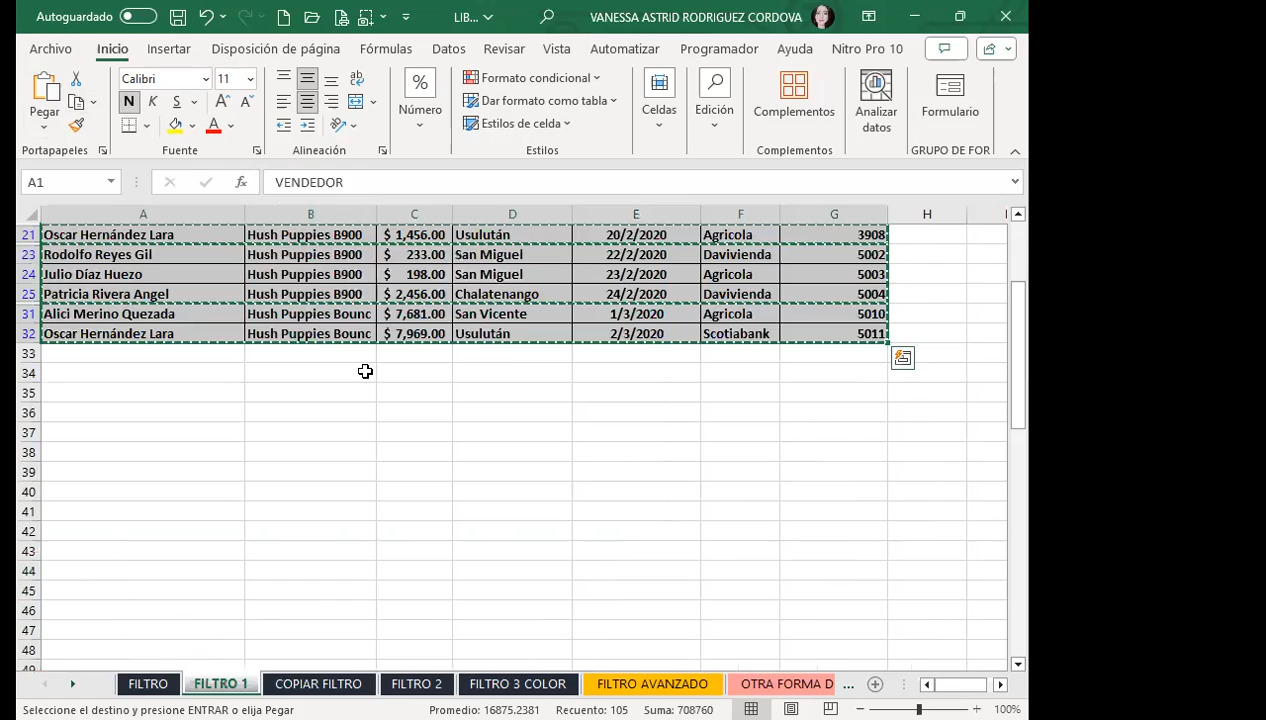 Autoguardado
LIB...
VANESSA ASTRID RODRIGUEZ CORDOVA
Archivo Inicio Insertar Disposición de página Fórmulas Datos Revisar Vista Automatizar Programador Ayuda Nitro Pro 10
Pegar
Calibri 11
N K S
Número
Formato condicional
Dar formato como tabla
Estilos de celda
Celdas
Edición
Complementos
Analizar
datos
Formulario
Portapapeles Fuente Alineación Estilos Complementos GRUPO DE FOR
A1 fx VENDEDOR
A B C D E F G H
21 Oscar Hernández Lara Hush Puppies B900 $ 1,456.00 Usulután 20/2/2020 Agricola 3908
23 Rodolfo Reyes Gil Hush Puppies B900 $ 233.00 San Miguel 22/2/2020 Davivienda 5002
24 Julio Díaz Huezo Hush Puppies B900 $ 198.00 San Miguel 23/2/2020 Agricola 5003
25 Patricia Rivera Angel Hush Puppies B900 $ 2,456.00 Chalatenango 24/2/2020 Davivienda 5004
31 Alici Merino Quezada Hush Puppies Bounc $ 7,681.00 San Vicente 1/3/2020 Agricola 5010
32 Oscar Hernández Lara Hush Puppies Bounc $ 7,969.00 Usulután 2/3/2020 Scotiabank 5011
33
34
35
36
37
38
39
40
41
42
43
44
45
46
47
48
49
FILTRO FILTRO 1 COPIAR FILTRO FILTRO 2 FILTRO 3 COLOR FILTRO AVANZADO OTRA FORMA D ...
Seleccione el destino y presione ENTRAR o elija Pegar Promedio: 16875.2381 Recuento: 105 Suma: 708760 100%